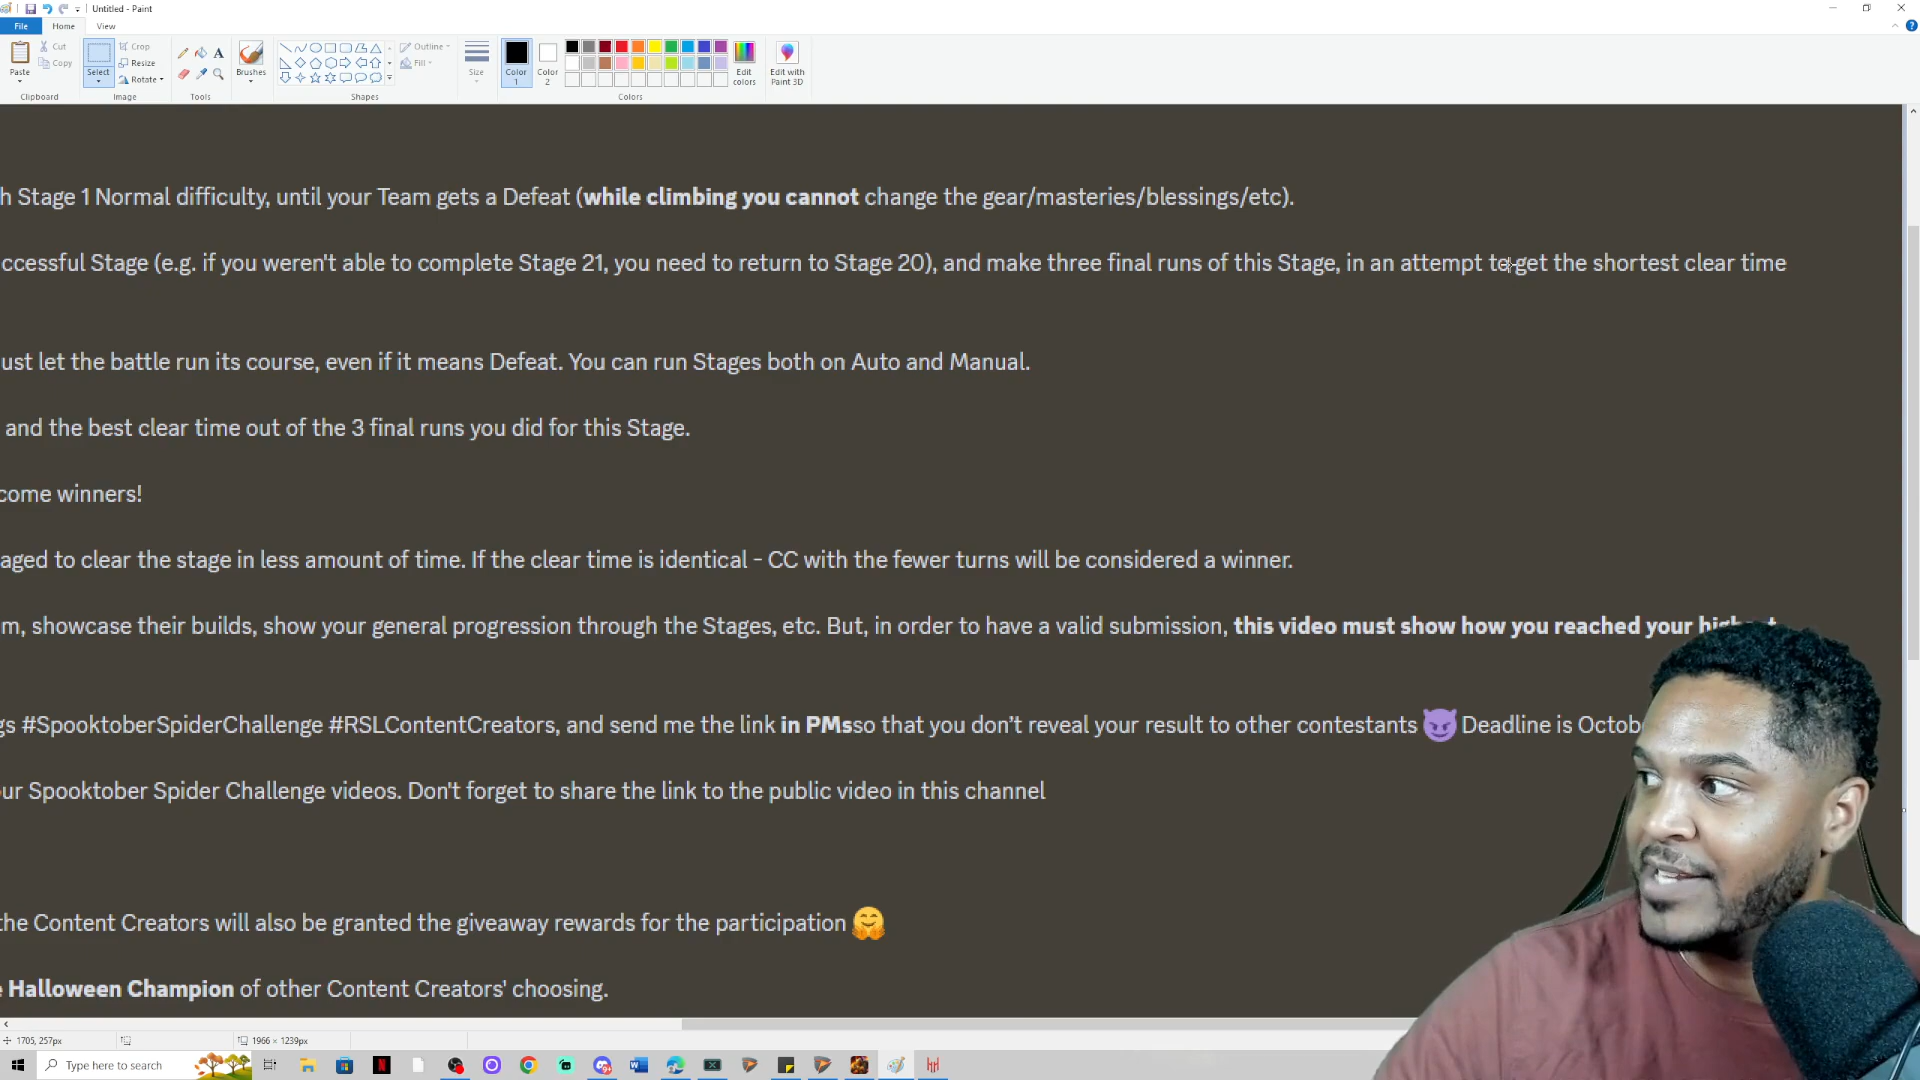 Untitled - Paint
File Home View
Paste
Cut
Copy
Clipboard
Select
Crop
Resize
Rotate
Image
Tools
Brushes
Shapes
Outline
Fill
Size
Color 1
Color 2
Colors
Edit colors
Edit with Paint 3D
h Stage 1 Normal difficulty, until your Team gets a Defeat (while climbing you cannot change the gear/masteries/blessings/etc).
ccessful Stage (e.g. if you weren't able to complete Stage 21, you need to return to Stage 20), and make three final runs of this Stage, in an attempt to get the shortest clear time
ust let the battle run its course, even if it means Defeat. You can run Stages both on Auto and Manual.
and the best clear time out of the 3 final runs you did for this Stage.
come winners!
aged to clear the stage in less amount of time. If the clear time is identical - CC with the fewer turns will be considered a winner.
m, showcase their builds, show your general progression through the Stages, etc. But, in order to have a valid submission, this video must show how you reached your
gs #SpooktoberSpiderChallenge #RSLContentCreators, and send me the link in PMsso that you don’t reveal your result to other contestants 😈 Deadline is Octob
ur Spooktober Spider Challenge videos. Don't forget to share the link to the public video in this channel
the Content Creators will also be granted the giveaway rewards for the participation 🤗
e Halloween Champion of other Content Creators' choosing.
1705, 257px
1966 × 1239px
Type here to search